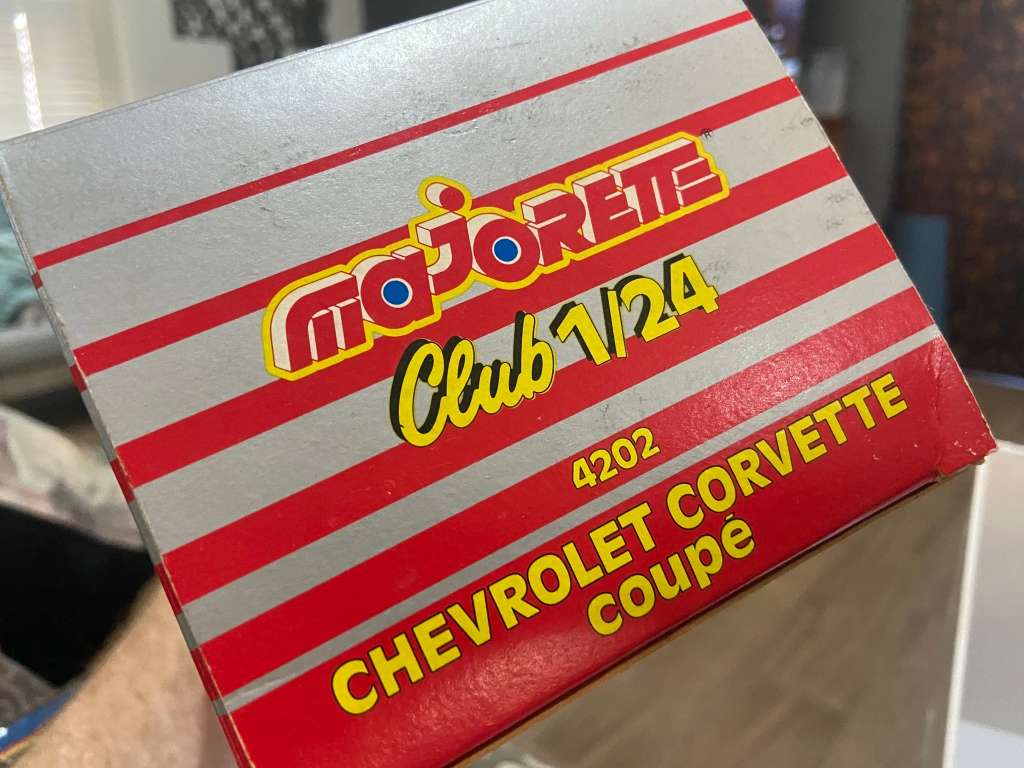 majORETTE®
Club 1/24
4202
CHEVROLET CORVETTE
coupé